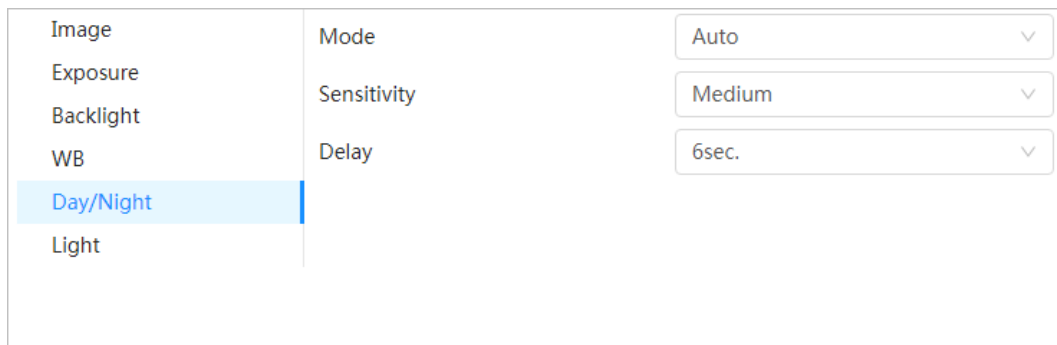 Image
Exposure
Backlight
WB
Day/Night
Light
Mode
Auto
Sensitivity
Medium
Delay
6sec.